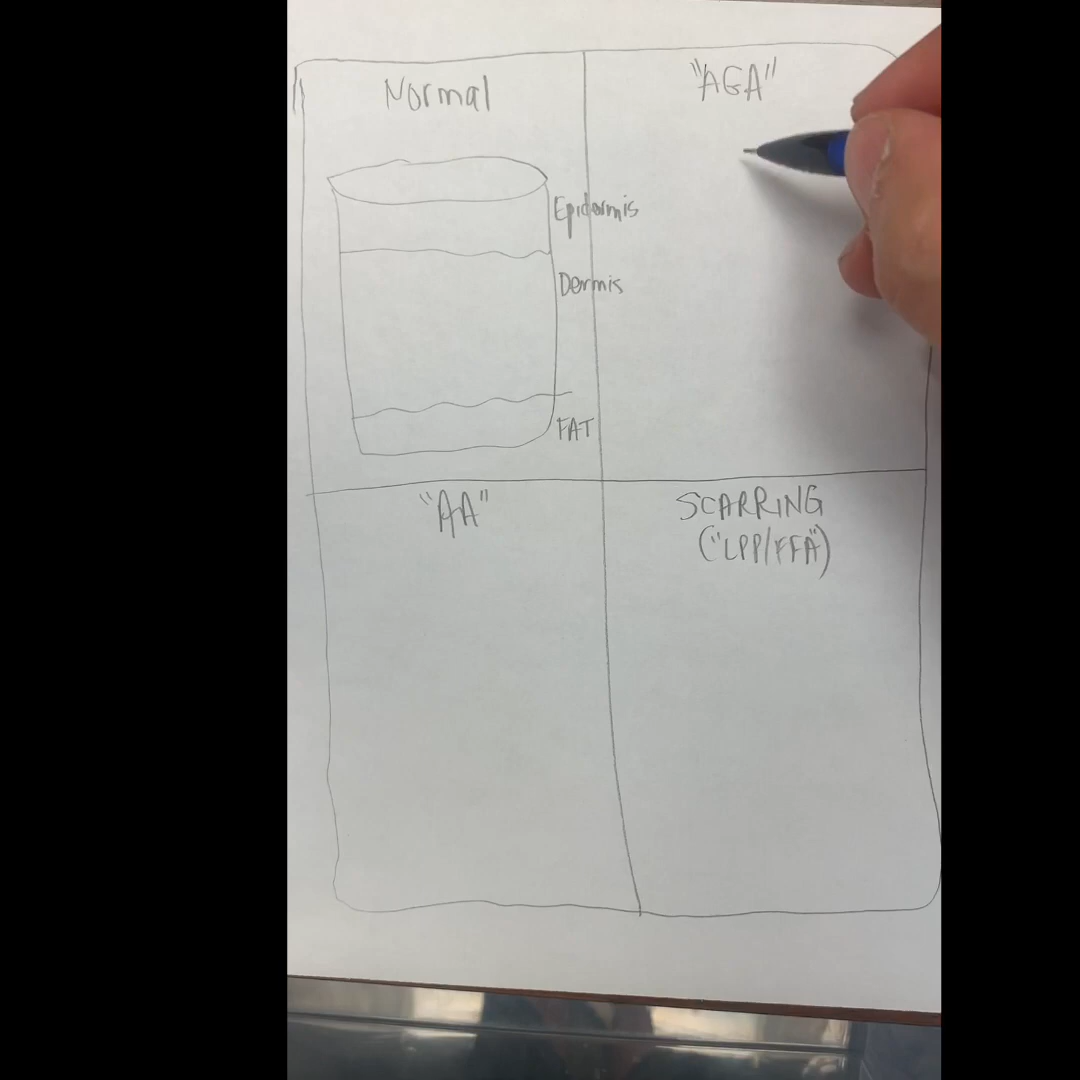 Normal
"AGA"
Epidermis
Dermis
FAT
"AA"
SCARRING
("LPP/FFA")